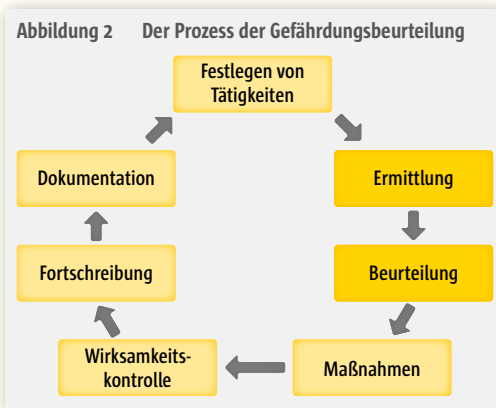 Abbildung 2 Der Prozess der Gefährdungsbeurteilung
Festlegen von
Tätigkeiten
Ermittlung
Beurteilung
Maßnahmen
Wirksamkeits-
kontrolle
Fortschreibung
Dokumentation